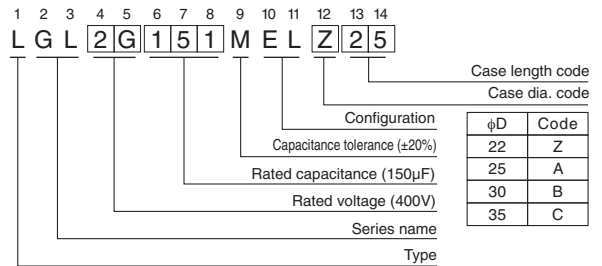 1 2 3 4 5 6 7 8 9 10 11 12 13 14
L G L 2 G 1 5 1 M E L Z 2 5
Case length code
Case dia. code
Configuration
Capacitance tolerance (±20%)
Rated capacitance (150µF)
Rated voltage (400V)
Series name
Type
ϕD Code
22 Z
25 A
30 B
35 C